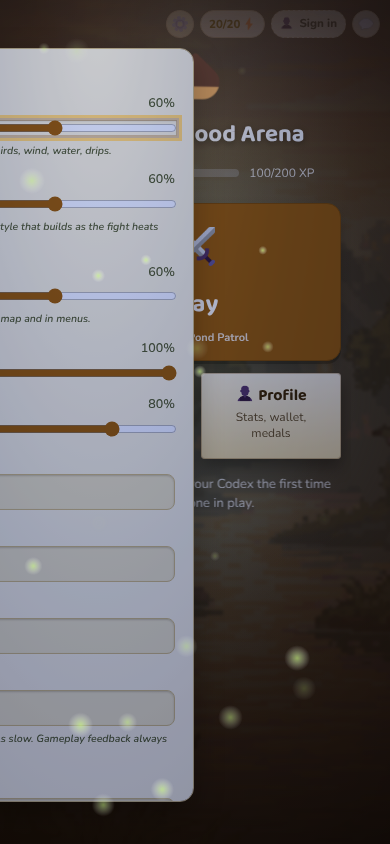 20/20
Sign in
60%
ood Arena
irds, wind, water, drips.
100/200 XP
60%
tyle that builds as the fight heats
60%
ay
map and in menus.
ond Patrol
100%
Profile
Stats, wallet,
medals
80%
our Codex the first time
one in play.
s slow. Gameplay feedback always